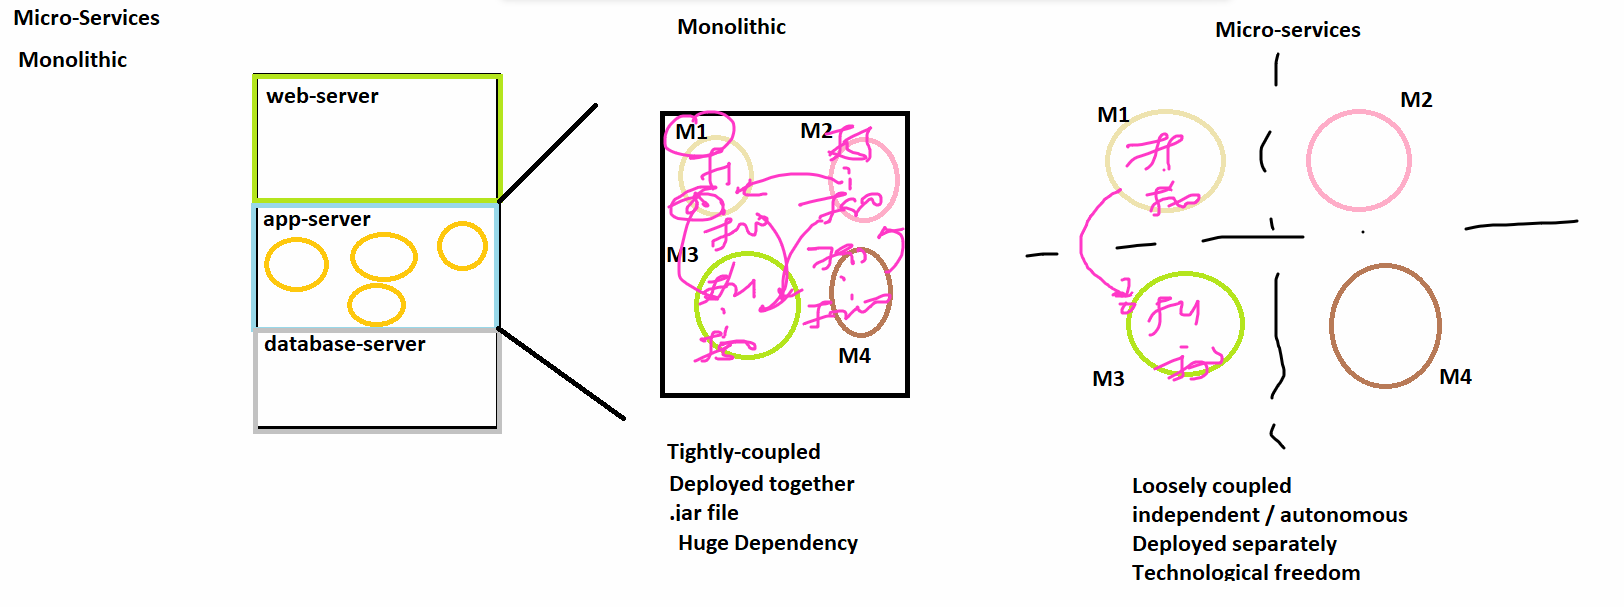 Micro-Services
Monolithic
web-server
app-server
database-server
Monolithic
M1
M2
M3
M4
Tightly-coupled
Deployed together
.jar file
Huge Dependency
Micro-services
M1
M2
M3
M4
Loosely coupled
independent / autonomous
Deployed separately
Technological freedom